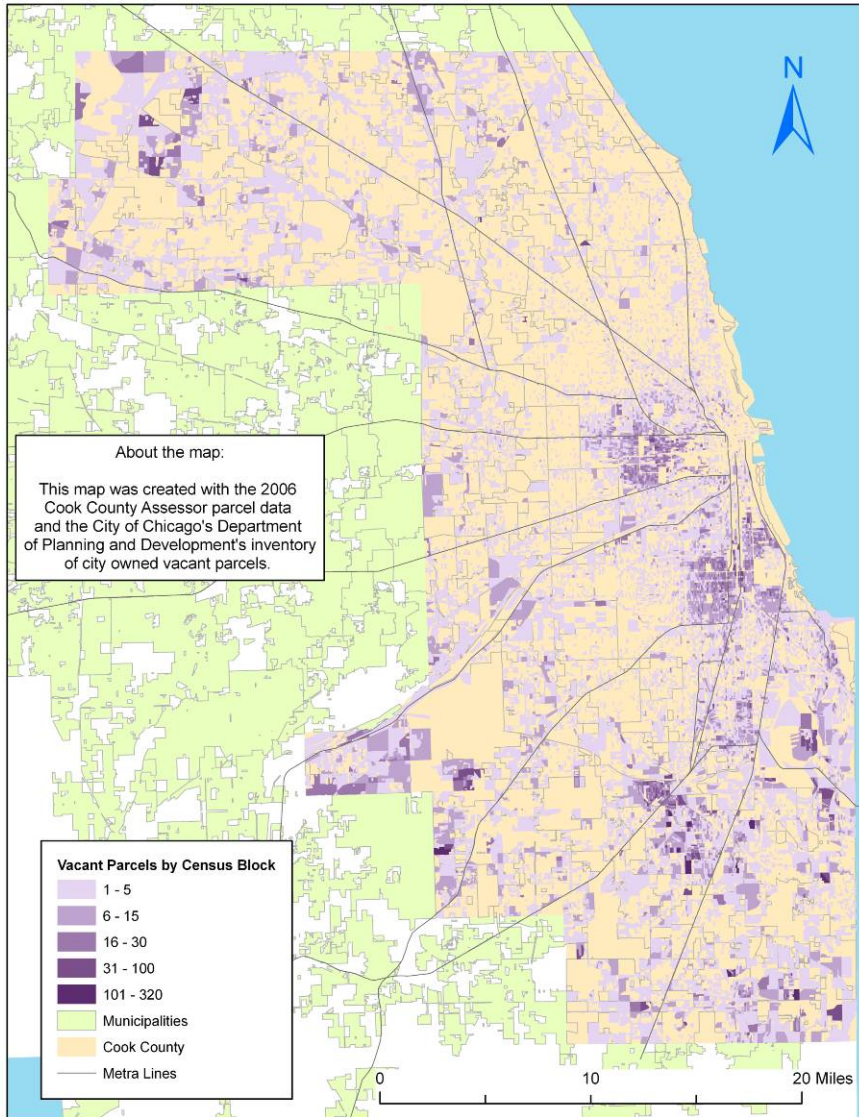 N
About the map:
This map was created with the 2006
Cook County Assessor parcel data
and the City of Chicago's Department
of Planning and Development's inventory
of city owned vacant parcels.
Vacant Parcels by Census Block
1 - 5
6 - 15
16 - 30
31 - 100
101 - 320
Municipalities
Cook County
Metra Lines
0 10 20 Miles